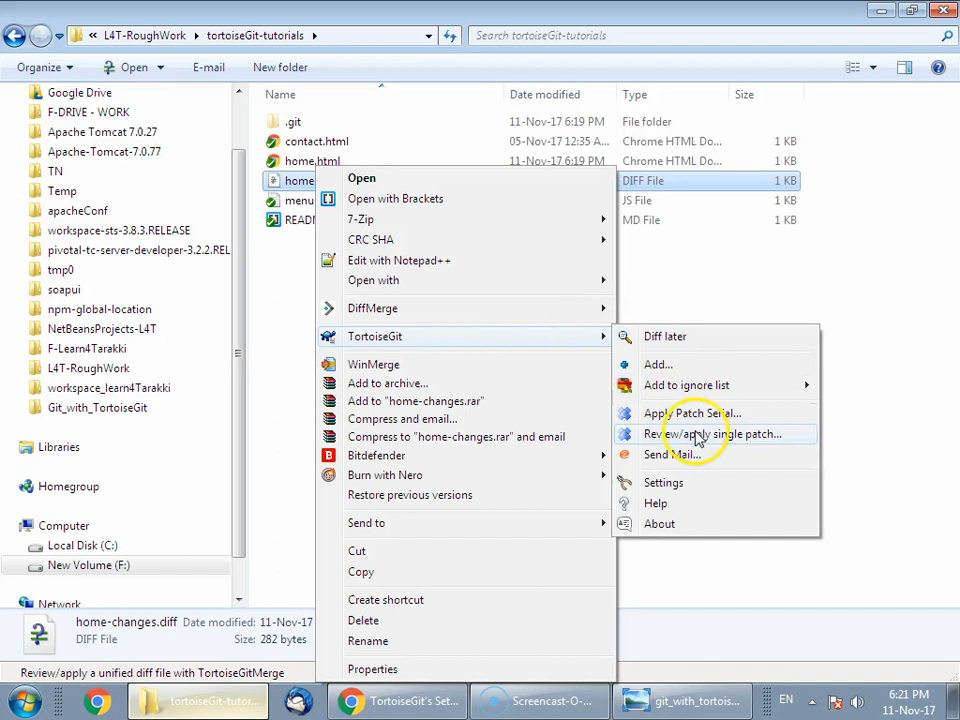 « L4T-RoughWork ▸ tortoiseGit-tutorials ▸
Search tortoiseGit-tutorials
Organize Open E-mail New folder
Google Drive
F-DRIVE - WORK
Apache Tomcat 7.0.27
Apache-Tomcat-7.0.77
TN
Temp
apacheConf
workspace-sts-3.8.3.RELEASE
pivotal-tc-server-developer-3.2.2.REL
tmp0
soapui
npm-global-location
NetBeansProjects-L4T
F-Learn4Tarakki
L4T-RoughWork
workspace_learn4tarakki
Git_with_TortoiseGit
Libraries
Homegroup
Computer
Local Disk (C:)
New Volume (F:)
Network
Name Date modified Type Size
.git 11-Nov-17 6:19 PM File folder
contact.html 05-Nov-17 12:35 A... Chrome HTML Do... 1 KB
home.html 11-Nov-17 6:19 PM Chrome HTML Do... 1 KB
home DIFF File 1 KB
menu JS File 1 KB
READ MD File 1 KB
Open
Open with Brackets
7-Zip
CRC SHA
Edit with Notepad++
Open with
DiffMerge
TortoiseGit
WinMerge
Add to archive...
Add to "home-changes.rar"
Compress and email...
Compress to "home-changes.rar" and email
Bitdefender
Burn with Nero
Restore previous versions
Send to
Cut
Copy
Create shortcut
Delete
Rename
Properties
Diff later
Add...
Add to ignore list
Apply Patch Serial...
Review/apply single patch...
Send Mail...
Settings
Help
About
home-changes.diff Date modified: 11-Nov-17
DIFF File Size: 282 bytes
Review/apply a unified diff file with TortoiseGitMerge
tortoiseGit-tutor...
TortoiseGit's Set...
Screencast-O-...
git_with_tortois...
EN
6:21 PM
11-Nov-17